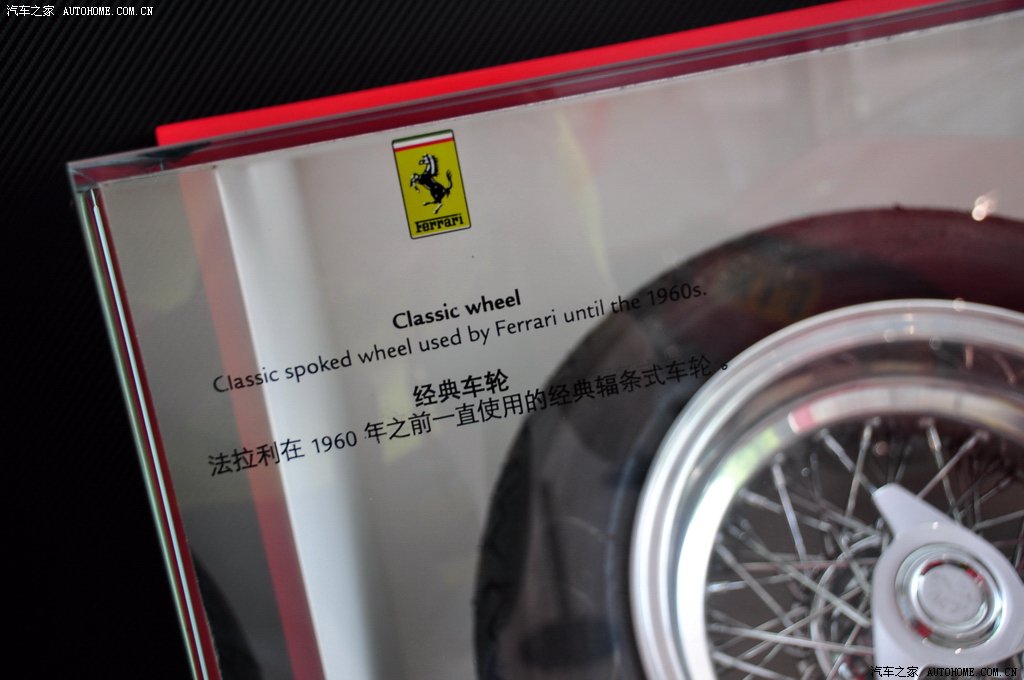 汽车之家 AUTOHOME.COM.CN
Ferrari
Classic wheel
Classic spoked wheel used by Ferrari until the 1960s.
经典车轮
法拉利在 1960 年之前一直使用的经典辐条式车轮。
汽车之家 AUTOHOME.COM.CN